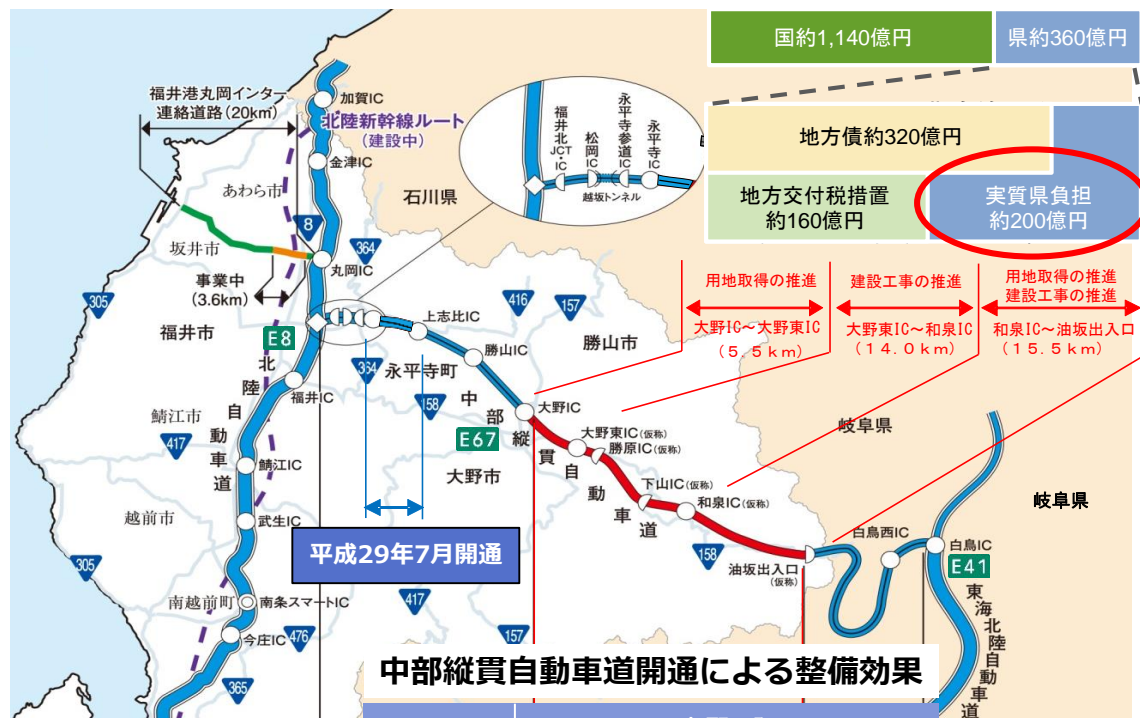 国約1,140億円
県約360億円
地方債約320億円
地方交付税措置
約160億円
実質県負担
約200億円
福井港丸岡インター
連絡道路(20km)
加賀IC
北陸新幹線ルート
(建設中)
金津IC
あわら市
石川県
福井北
JCT・IC
松岡IC
永平寺参道IC
永平寺IC
越坂トンネル
8
364
坂井市
丸岡IC
事業中
(3.6km)
305
福井市
E8
416
157
上志比IC
勝山市
勝山IC
364
永平寺町
158
福井IC
北陸自動車道
鯖江市
417
鯖江IC
大野IC
中部縦貫自動車道
E67
大野市
大野東IC(仮称)
勝原IC(仮称)
下山IC(仮称)
和泉IC(仮称)
158
油坂出入口
(仮称)
用地取得の推進
大野IC~大野東IC
(5.5km)
建設工事の推進
大野東IC~和泉IC
(14.0km)
用地取得の推進
建設工事の推進
和泉IC~油坂出入口
(15.5km)
岐阜県
岐阜県
白鳥西IC
白鳥IC
E41
東海北陸自動車道
越前市
武生IC
平成29年7月開通
305
南越前町
南条スマートIC
417
今庄IC
476
157
365
中部縦貫自動車道開通による整備効果